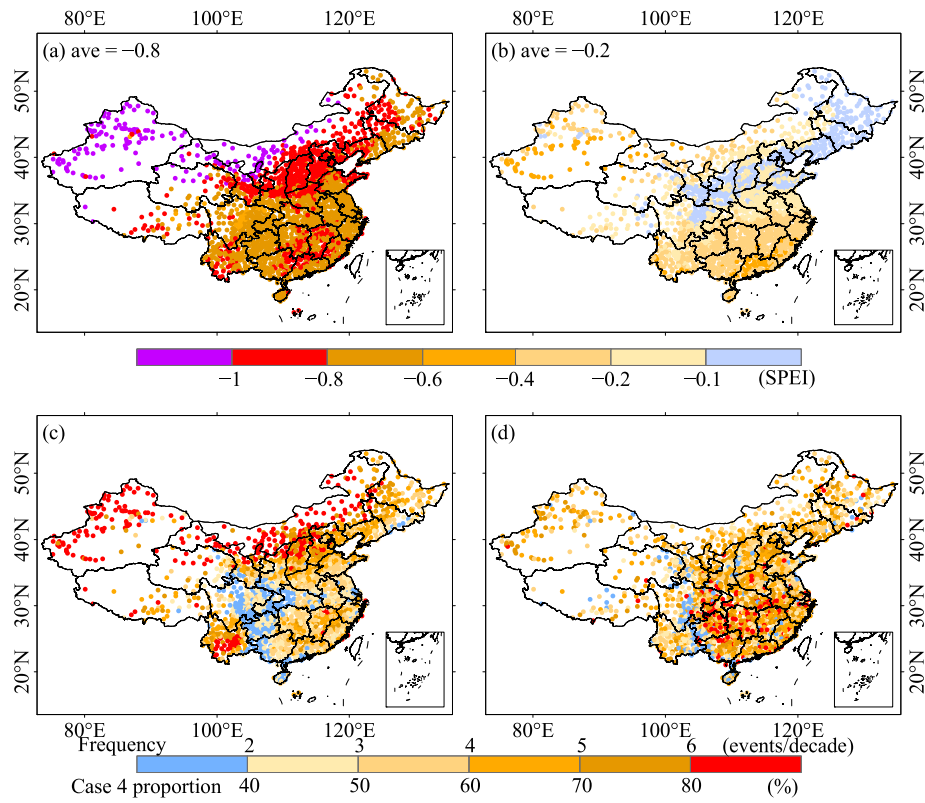 80°E 100°E 120°E 80°E 100°E 120°E
(a) ave = −0.8
(b) ave = −0.2
50°N 50°N
40°N 40°N
30°N 30°N
20°N 20°N
−1 −0.8 −0.6 −0.4 −0.2 −0.1 (SPEI)
(c)
(d)
50°N 50°N
40°N 40°N
30°N 30°N
20°N 20°N
80°E 100°E 120°E 80°E 100°E 120°E
Frequency 2 3 4 5 6 (events/decade)
Case 4 proportion 40 50 60 70 80 (%)